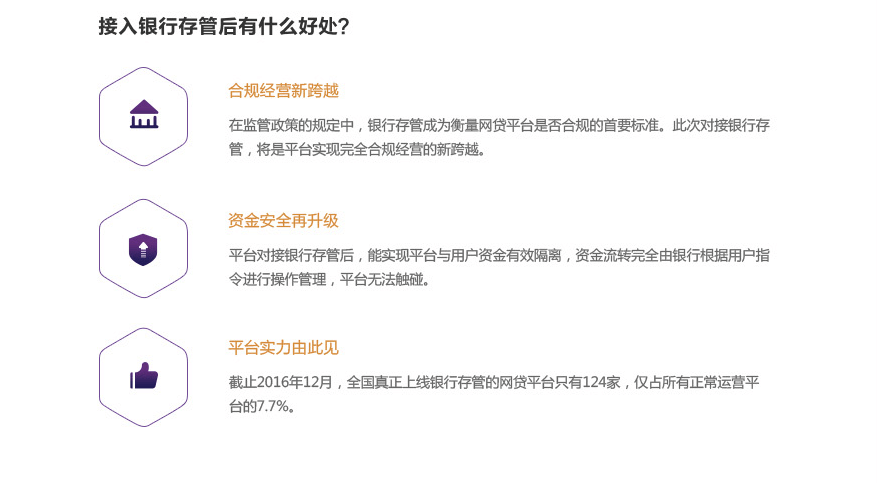 接入银行存管后有什么好处?
合规经营新跨越
在监管政策的规定中，银行存管成为衡量网贷平台是否合规的首要标准。此次对接银行存
管，将是平台实现完全合规经营的新跨越。
资金安全再升级
平台对接银行存管后，能实现平台与用户资金有效隔离，资金流转完全由银行根据用户指
令进行操作管理，平台无法触碰。
平台实力由此见
截止2016年12月，全国真正上线银行存管的网贷平台只有124家，仅占所有正常运营平
台的7.7%。